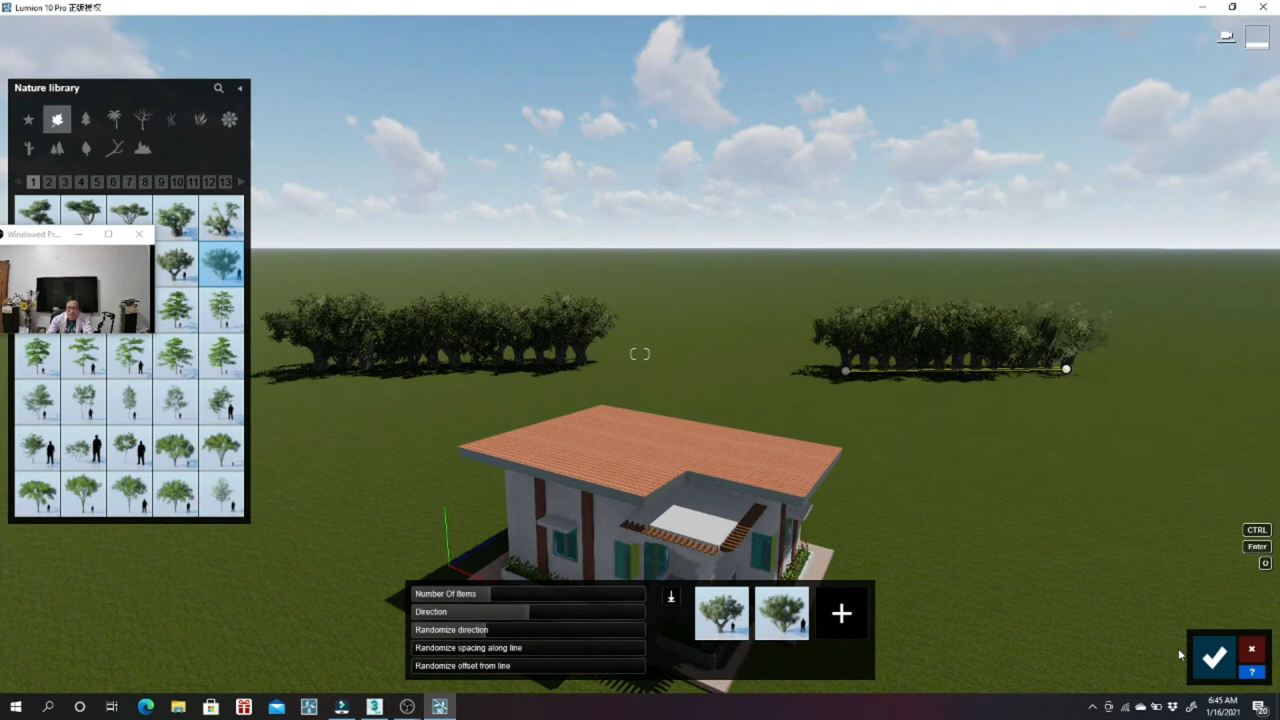 Lumion 10 Pro 正版授权
Nature library
1 2 3 4 5 6 7 8 9 10 11 12 13
Windowed Pr...
CTRL
Enter
O
Number Of Items
Direction
Randomize direction
Randomize spacing along line
Randomize offset from line
?
6:45 AM
1/16/2021
20